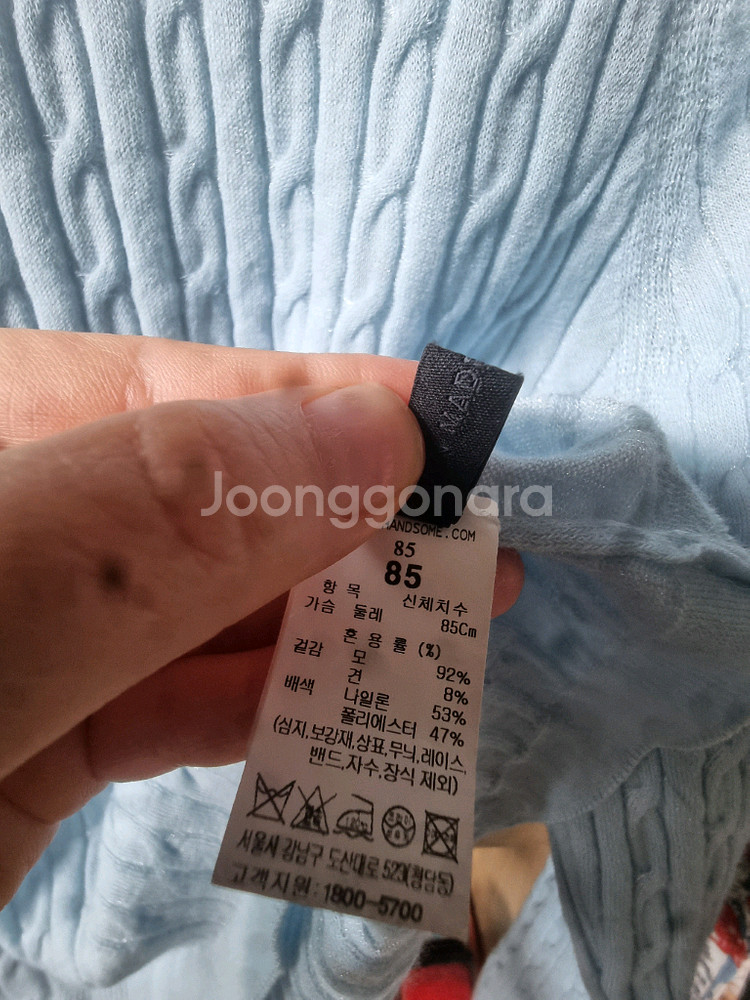 MAD
Joonggonara
HANDSOME.COM
85
85
항 목 신체치수
가슴 둘레 85Cm
혼 용 률 (%)
겉감 모 92%
견 8%
배색 나일론 53%
폴리에스터 47%
(심지,보강재,상표,무늬,레이스,
밴드,자수,장식 제외)
서울시 강남구 도산대로 523(청담동)
고객지원:1800-5700